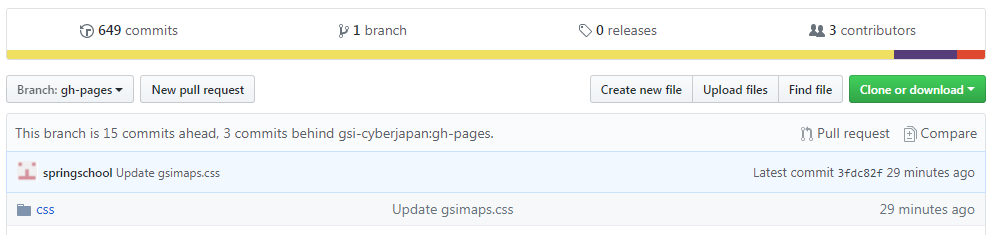 649 commits 1 branch 0 releases 3 contributors
Branch: gh-pages New pull request Create new file Upload files Find file Clone or download
This branch is 15 commits ahead, 3 commits behind gsi-cyberjapan:gh-pages. Pull request Compare
springschool Update gsimaps.css Latest commit 3fdc82f 29 minutes ago
css Update gsimaps.css 29 minutes ago